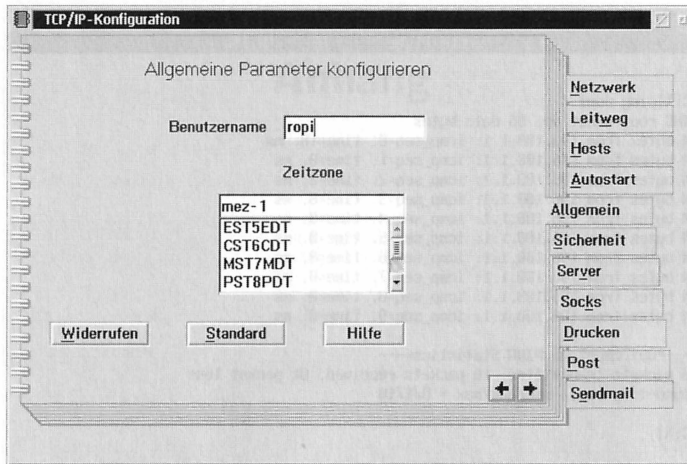 TCP/IP-Konfiguration
Allgemeine Parameter konfigurieren
Benutzername ropi
Zeitzone
mez-1
EST5EDT
CST6CDT
MST7MDT
PST8PDT
Widerrufen Standard Hilfe
Netzwerk
Leitweg
Hosts
Autostart
Allgemein
Sicherheit
Server
Socks
Drucken
Post
Sendmail